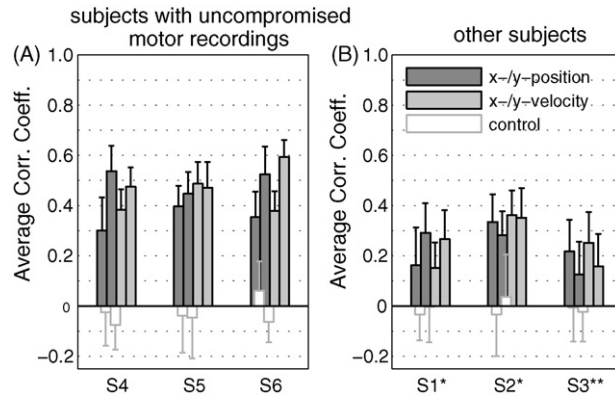 subjects with uncompromised
motor recordings
other subjects
(A)
(B)
Average Corr. Coeff.
1.0
0.8
0.6
0.4
0.2
0
−0.2
S4
S5
S6
Average Corr. Coeff.
1.0
0.8
0.6
0.4
0.2
0
−0.2
x−/y−position
x−/y−velocity
control
S1*
S2*
S3**